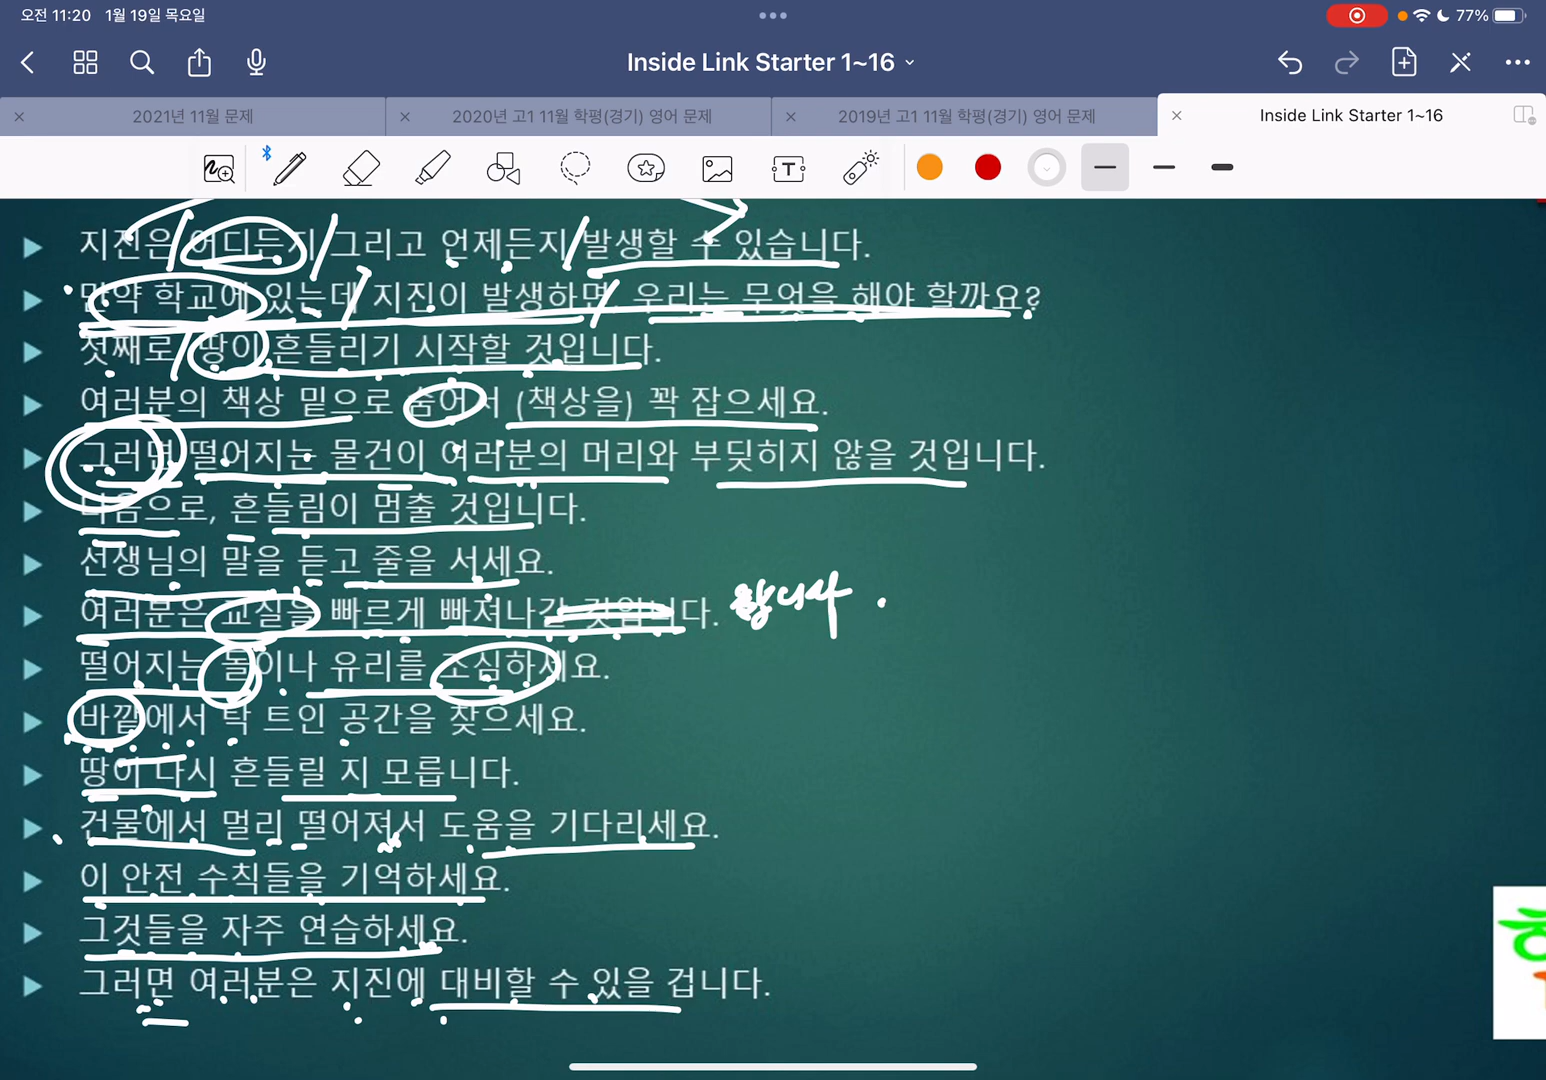 오전 11:20 1월 19일 목요일 77%
Inside Link Starter 1~16
2021년 11월 문제 2020년 고1 11월 학평(경기) 영어 문제 2019년 고1 11월 학평(경기) 영어 문제 Inside Link Starter 1~16
지진은 어디든지 그리고 언제든지 발생할 수 있습니다.
만약 학교에 있는데 지진이 발생하면, 우리는 무엇을 해야 할까요?
첫째로, 땅이 흔들리기 시작할 것입니다.
여러분의 책상 밑으로 숨어서 (책상을) 꽉 잡으세요.
그러면 떨어지는 물건이 여러분의 머리와 부딪히지 않을 것입니다.
다음으로, 흔들림이 멈출 것입니다.
선생님의 말을 듣고 줄을 서세요.
여러분은 교실을 빠르게 빠져나갈 것입니다. 합니다.
떨어지는 돌이나 유리를 조심하세요.
바깥에서 탁 트인 공간을 찾으세요.
땅이 다시 흔들릴 지 모릅니다.
건물에서 멀리 떨어져서 도움을 기다리세요.
이 안전 수칙들을 기억하세요.
그것들을 자주 연습하세요.
그러면 여러분은 지진에 대비할 수 있을 겁니다.